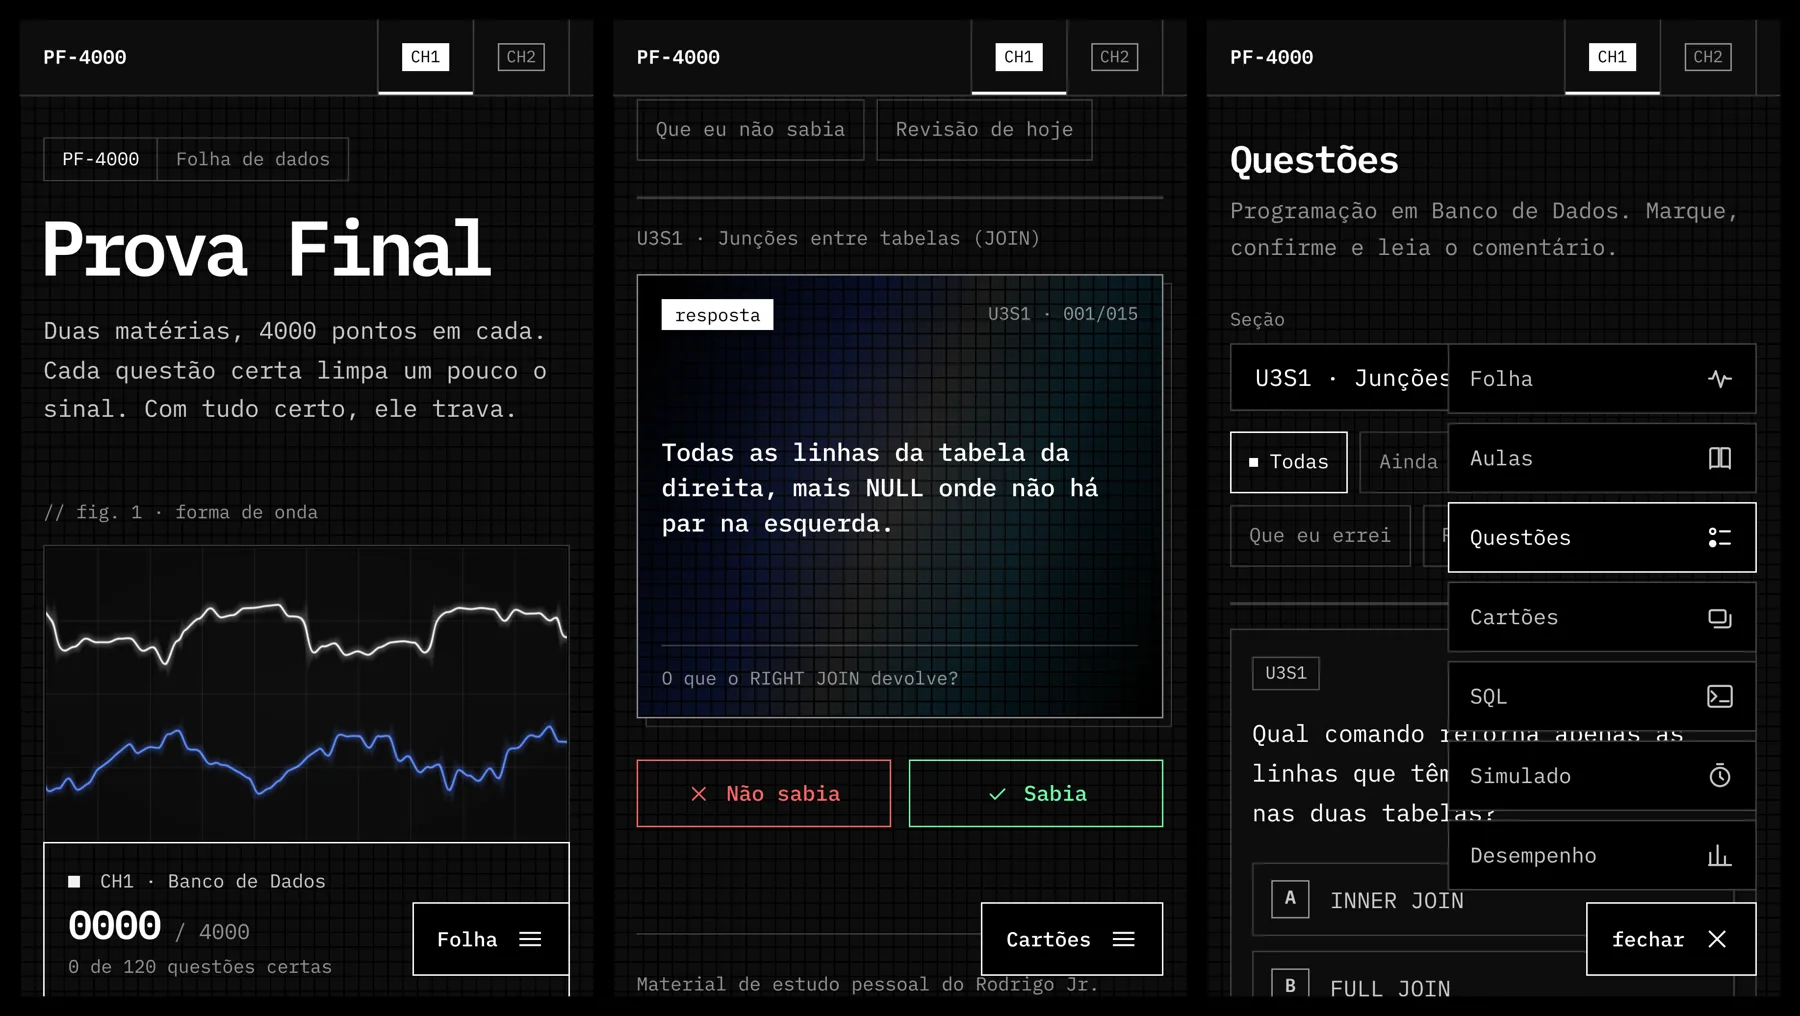 PF-4000
CH1
CH2
PF-4000
Folha de dados
Prova Final
Duas matérias, 4000 pontos em cada.
Cada questão certa limpa um pouco o
sinal. Com tudo certo, ele trava.
// fig. 1 · forma de onda
CH1 · Banco de Dados
0000 / 4000
0 de 120 questões certas
Folha
PF-4000
CH1
CH2
Que eu não sabia
Revisão de hoje
U3S1 · Junções entre tabelas (JOIN)
resposta
U3S1 · 001/015
Todas as linhas da tabela da
direita, mais NULL onde não há
par na esquerda.
O que o RIGHT JOIN devolve?
Não sabia
Sabia
Cartões
Material de estudo pessoal do Rodrigo Jr.
PF-4000
CH1
CH2
Questões
Programação em Banco de Dados. Marque,
confirme e leia o comentário.
Seção
U3S1 · Junções
Todas
Ainda
Que eu errei
U3S1
Qual comando retorna apenas as
linhas que têm
nas duas tabelas?
A INNER JOIN
B FULL JOIN
Folha
Aulas
Questões
Cartões
SQL
Simulado
Desempenho
fechar